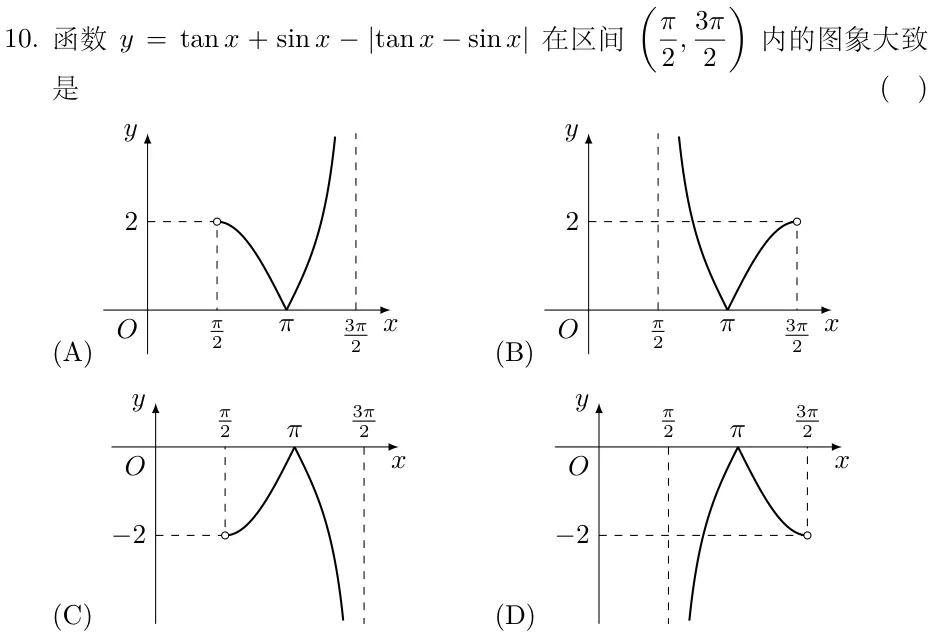 10. 函数 y = tan x + sin x − |tan x − sin x| 在区间 (π/2, 3π/2) 内的图象大致
是 ( )
y
2
O π/2 π 3π/2 x
(A)
y
2
O π/2 π 3π/2 x
(B)
y π/2 π 3π/2
O x
−2
(C)
y π/2 π 3π/2
O x
−2
(D)